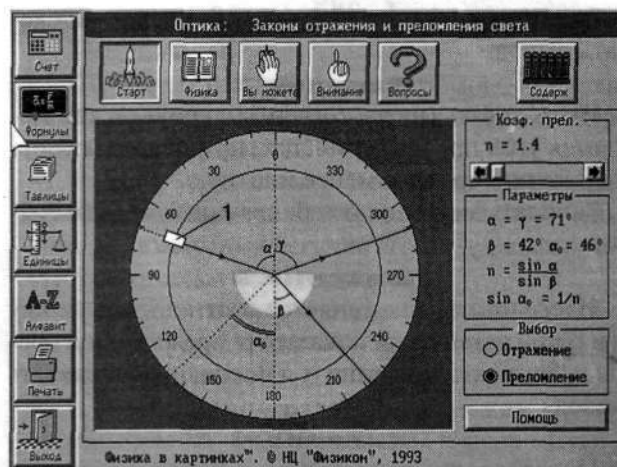 Оптика: Законы отражения и преломления света
Счет
Формулы
Таблицы
Единицы
A-Z
Алфавит
Печать
Выход
Старт
Физика
Вы можете
Внимание
Вопросы
Содерж
0
30
330
60
300
90
270
120
240
150
210
180
1
α
γ
β
α₀
Коэф. прел.
n = 1.4
Параметры
α = γ = 71°
β = 42° α₀ = 46°
n = sin α / sin β
sin α₀ = 1/n
Выбор
Отражение
Преломление
Помощь
Физика в картинках™. © НЦ "Физикон", 1993